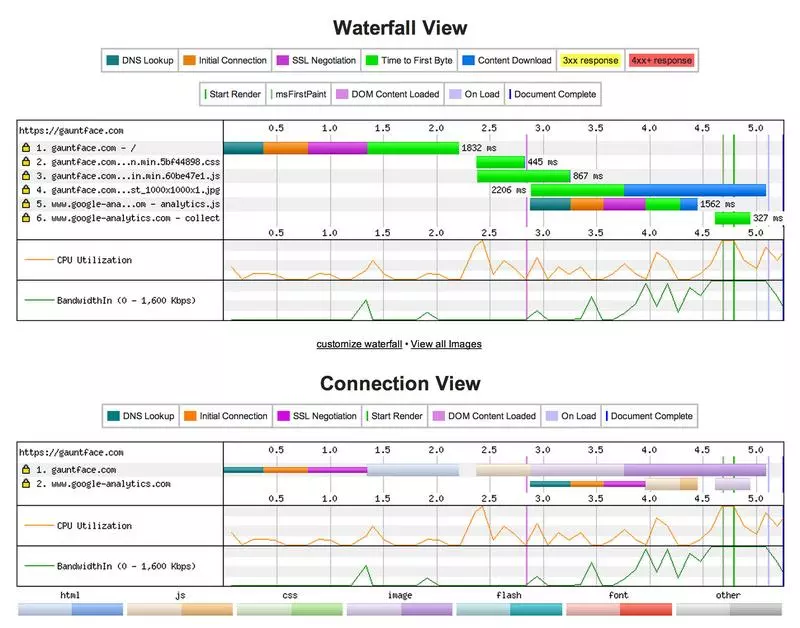 Waterfall View
DNS Lookup Initial Connection SSL Negotiation Time to First Byte Content Download 3xx response 4xx+ response
Start Render msFirstPaint DOM Content Loaded On Load Document Complete
https://gauntface.com 0.5 1.0 1.5 2.0 2.5 3.0 3.5 4.0 4.5 5.0
1. gauntface.com - / 1832 ms
2. gauntface.com...n.min.5bf44898.css 445 ms
3. gauntface.com...in.min.60be47e1.js 867 ms
4. gauntface.com...st_1000x1000x1.jpg 2206 ms
5. www.google-ana...om - analytics.js 1562 ms
6. www.google-analytics.com - collect 327 ms
0.5 1.0 1.5 2.0 2.5 3.0 3.5 4.0 4.5 5.0
CPU Utilization
BandwidthIn (0 - 1,600 Kbps)
customize waterfall • View all Images
Connection View
DNS Lookup Initial Connection SSL Negotiation Start Render DOM Content Loaded On Load Document Complete
https://gauntface.com 0.5 1.0 1.5 2.0 2.5 3.0 3.5 4.0 4.5 5.0
1. gauntface.com
2. www.google-analytics.com
0.5 1.0 1.5 2.0 2.5 3.0 3.5 4.0 4.5 5.0
CPU Utilization
BandwidthIn (0 - 1,600 Kbps)
html js css image flash font other